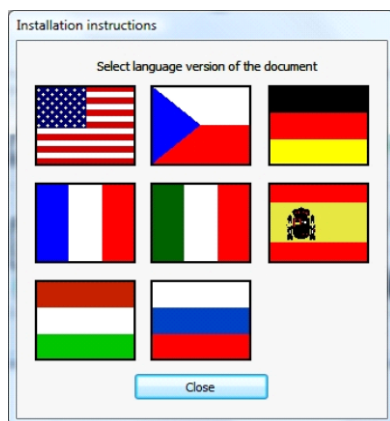 Installation instructions
Select language version of the document
Close